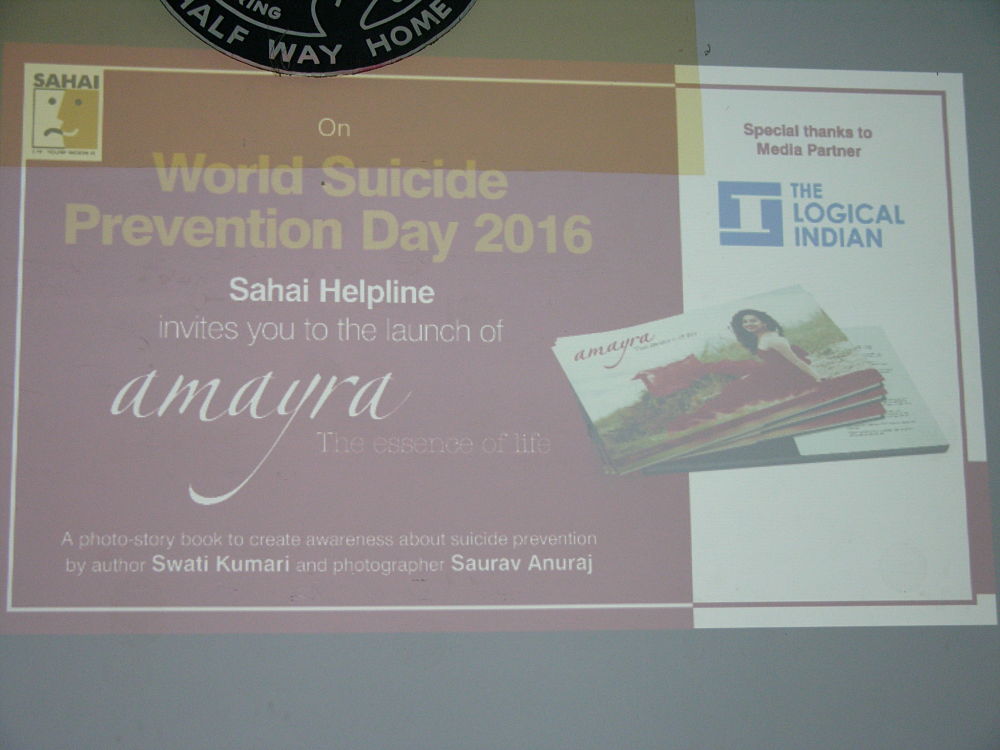 KING
HALF WAY HOME
SAHAI
On
World Suicide
Prevention Day 2016
Sahai Helpline
invites you to the launch of
amayra
The essence of life
A photo-story book to create awareness about suicide prevention
by author Swati Kumari and photographer Saurav Anuraj
Special thanks to
Media Partner
THE
LOGICAL
INDIAN
amayra